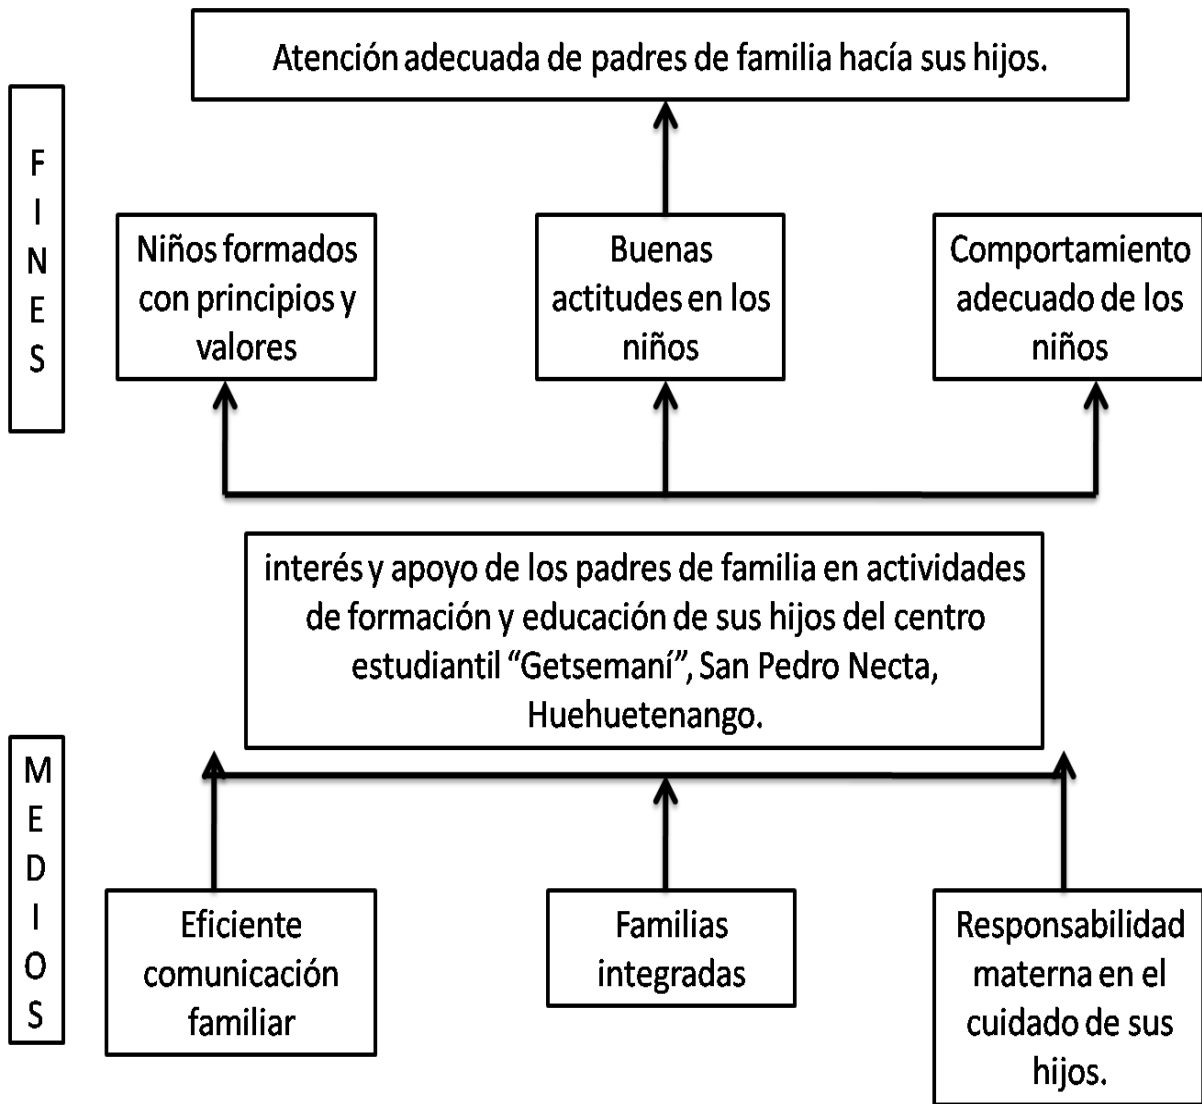 Atención adecuada de padres de familia hacía sus hijos.
FINES
Niños formados
con principios y
valores
Buenas
actitudes en los
niños
Comportamiento
adecuado de los
niños
interés y apoyo de los padres de familia en actividades
de formación y educación de sus hijos del centro
estudiantil “Getsemaní”, San Pedro Necta,
Huehuetenango.
MEDIOS
Eficiente
comunicación
familiar
Familias
integradas
Responsabilidad
materna en el
cuidado de sus
hijos.